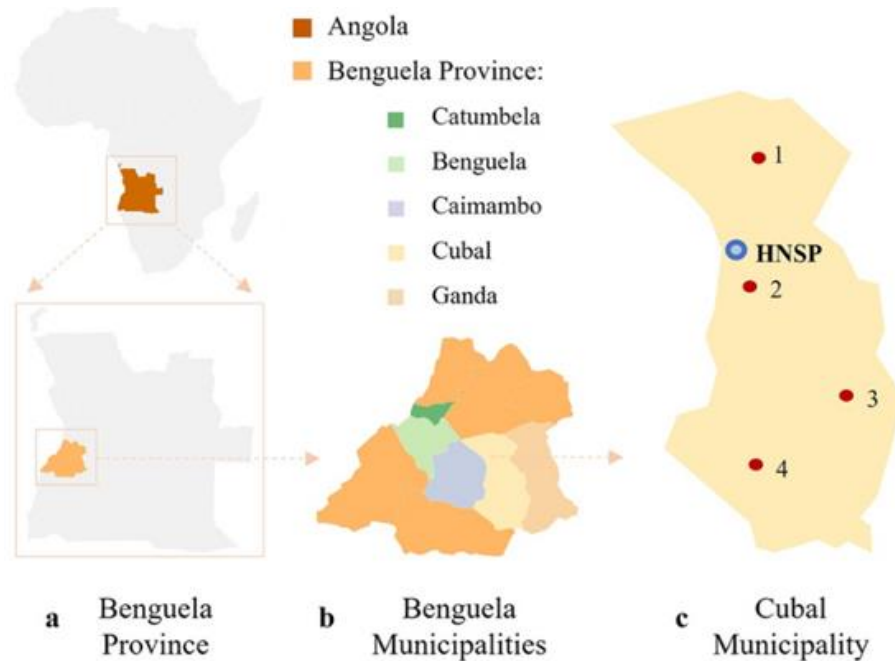 Angola
Benguela Province:
Catumbela
Benguela
Caimambo
Cubal
Ganda
1
HNSP
2
3
4
a Benguela
Province
b Benguela
Municipalities
c Cubal
Municipality